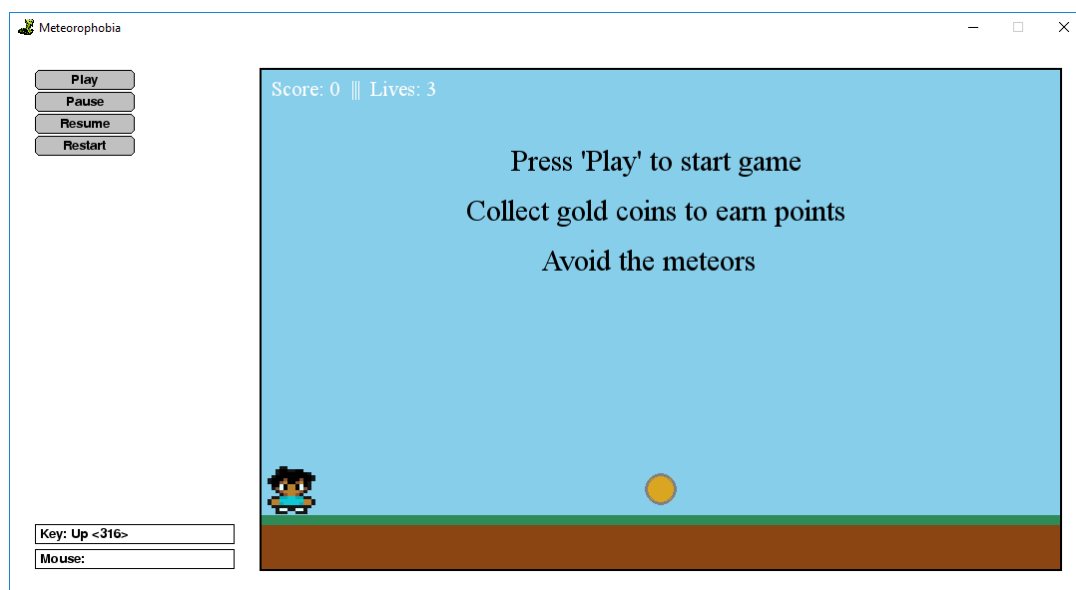 Meteorophobia
Play
Pause
Resume
Restart
Score: 0 ||| Lives: 3
Press 'Play' to start game
Collect gold coins to earn points
Avoid the meteors
Key: Up <316>
Mouse: